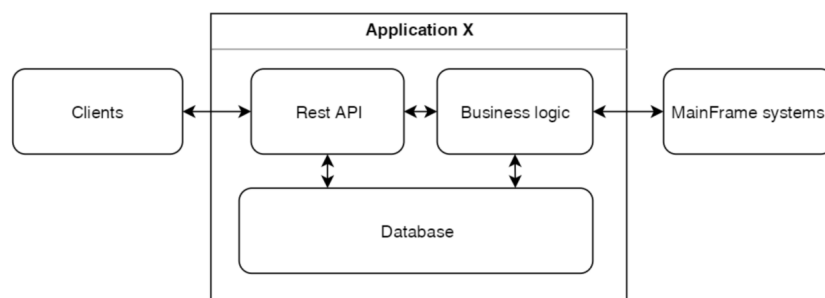 Application X
Clients
Rest API
Business logic
MainFrame systems
Database